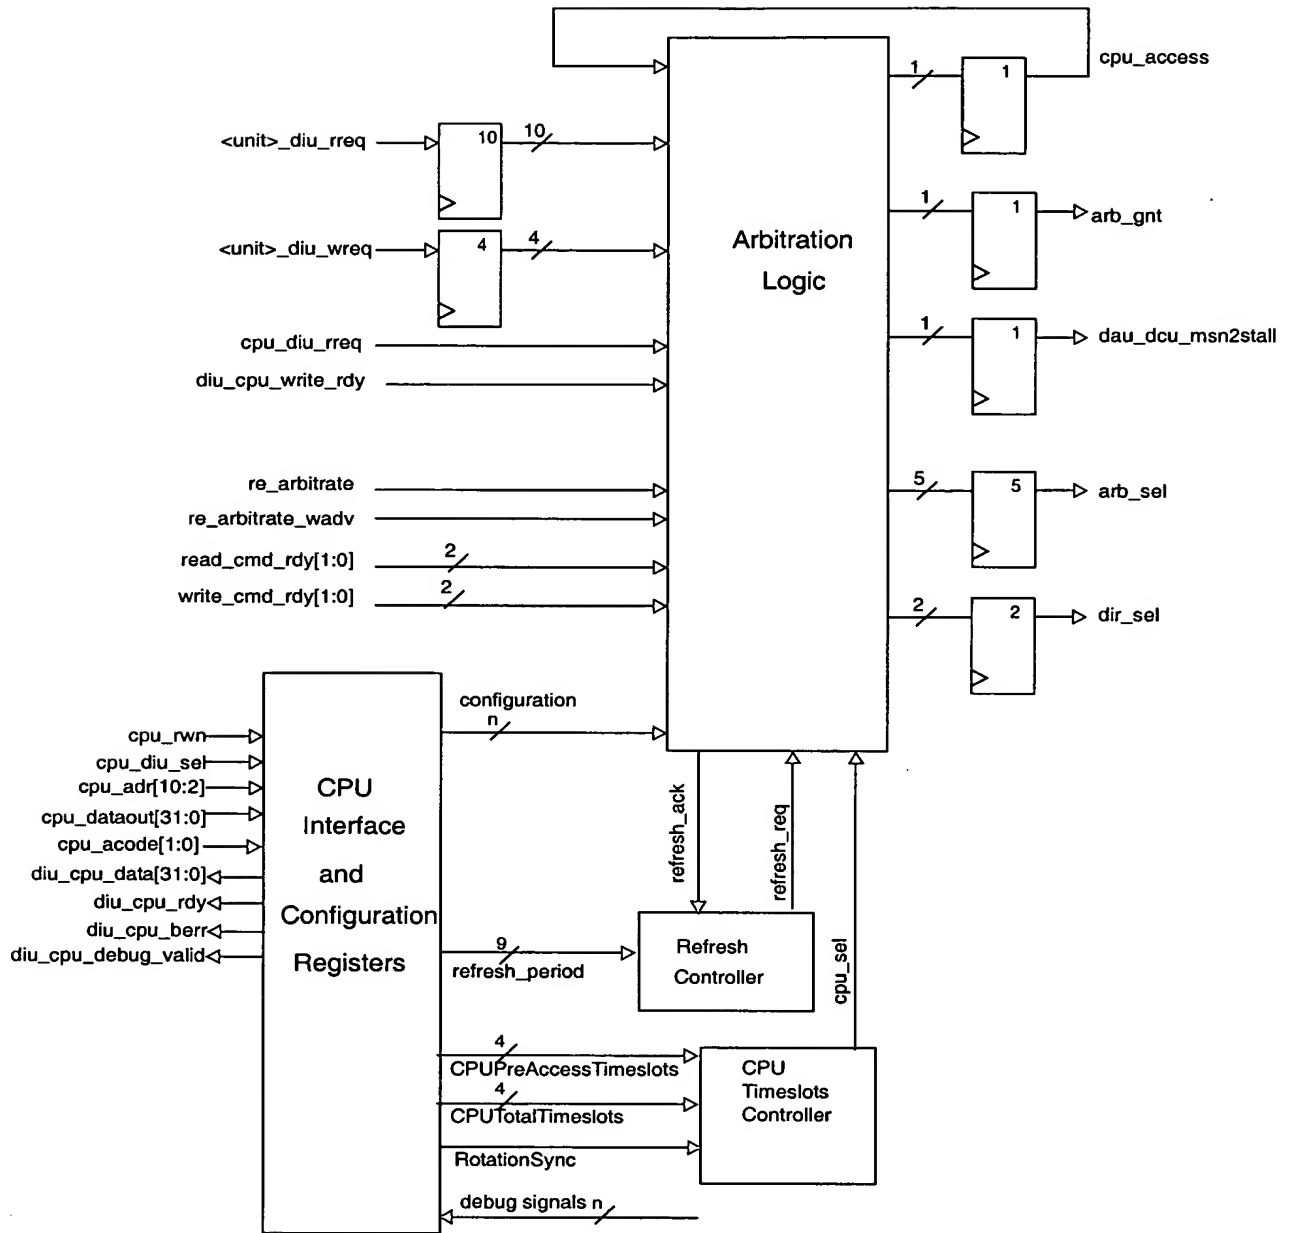 cpu_access
1
1
<unit>_diu_rreq
10
10
<unit>_diu_wreq
4
4
Arbitration
Logic
1
1
arb_gnt
1
1
dau_dcu_msn2stall
cpu_diu_rreq
diu_cpu_write_rdy
re_arbitrate
re_arbitrate_wadv
read_cmd_rdy[1:0]
2
write_cmd_rdy[1:0]
2
5
5
arb_sel
2
2
dir_sel
configuration
n
cpu_rwn
cpu_diu_sel
cpu_adr[10:2]
cpu_dataout[31:0]
cpu_acode[1:0]
diu_cpu_data[31:0]
diu_cpu_rdy
diu_cpu_berr
diu_cpu_debug_valid
CPU
Interface
and
Configuration
Registers
refresh_ack
refresh_req
cpu_sel
9
refresh_period
Refresh
Controller
4
CPUPreAccessTimeslots
4
CPUTotalTimeslots
RotationSync
CPU
Timeslots
Controller
debug signals n